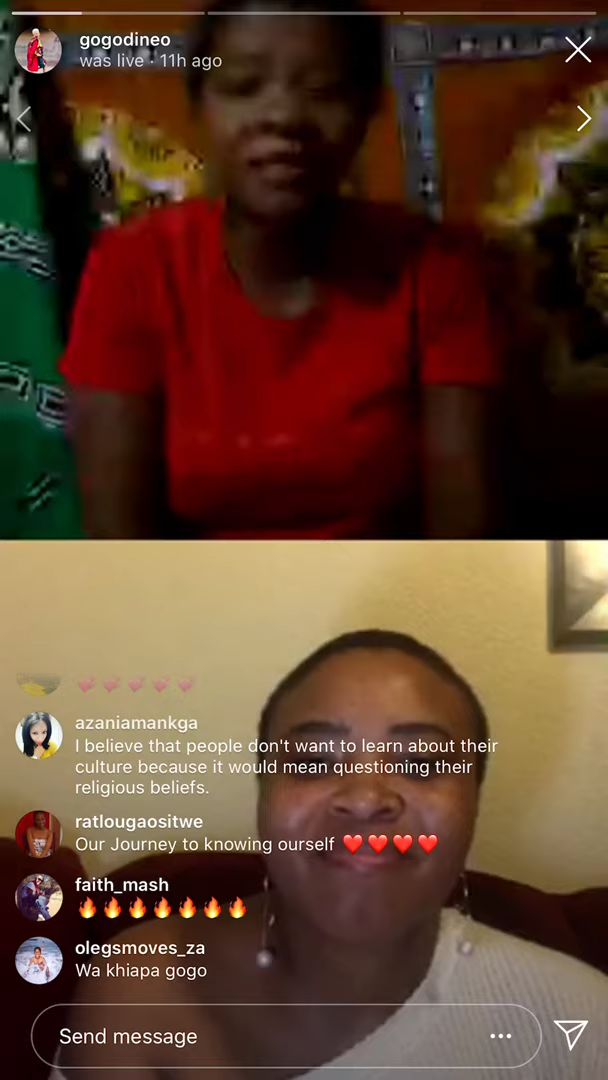 gogodineo
was live · 11h ago
azaniamankga
I believe that people don't want to learn about their
culture because it would mean questioning their
religious beliefs.
ratlougaositwe
Our Journey to knowing ourself ❤️❤️❤️❤️
faith_mash
🔥🔥🔥🔥🔥🔥🔥
olegsmoves_za
Wa khiapa gogo
Send message